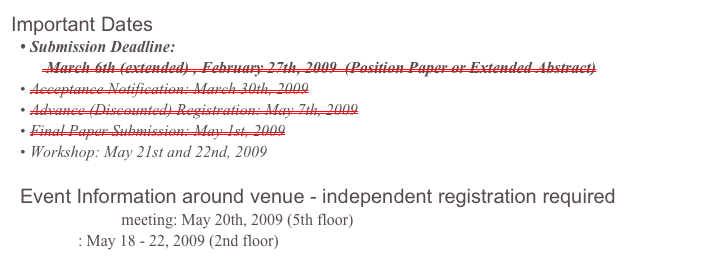 Important Dates
• Submission Deadline:
March 6th (extended) , February 27th, 2009 (Position Paper or Extended Abstract)
• Acceptance Notification: March 30th, 2009
• Advance (Discounted) Registration: May 7th, 2009
• Final Paper Submission: May 1st, 2009
• Workshop: May 21st and 22nd, 2009
Event Information around venue - independent registration required
meeting: May 20th, 2009 (5th floor)
: May 18 - 22, 2009 (2nd floor)